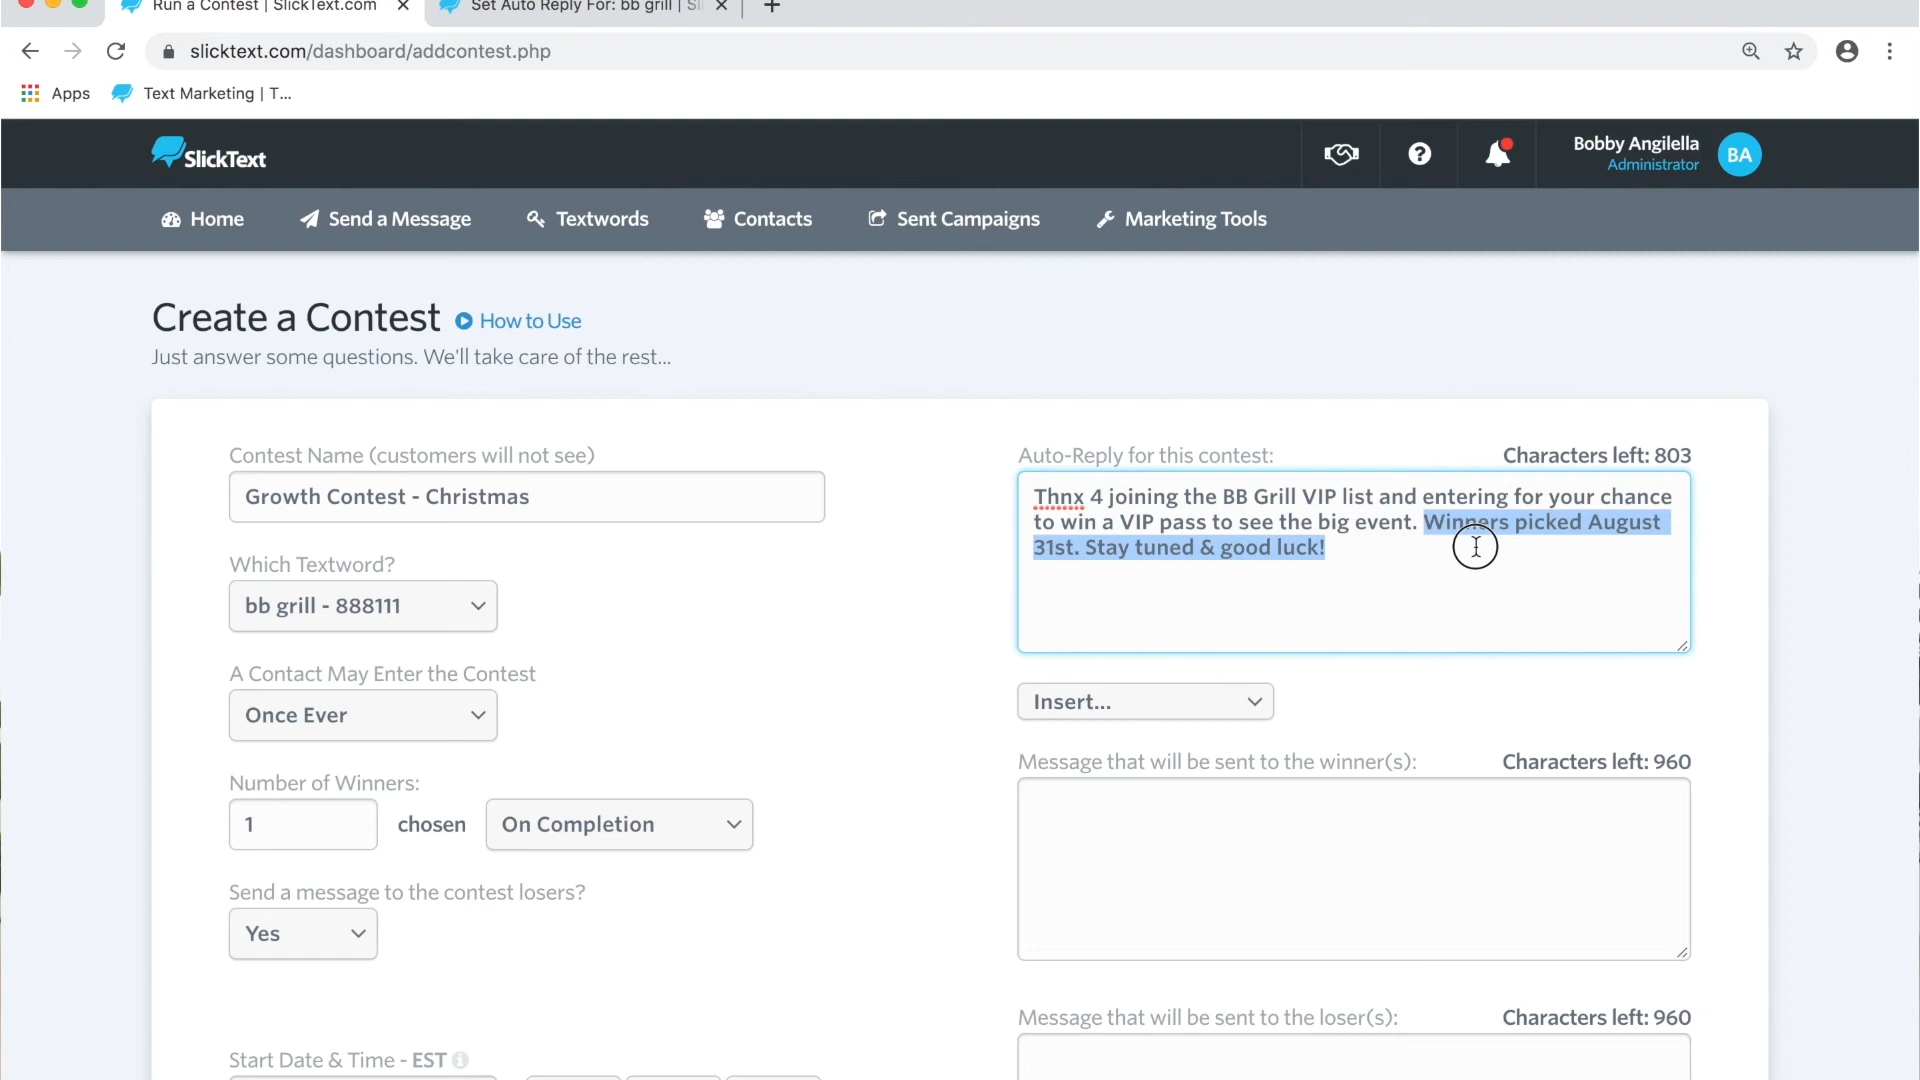 Run a Contest | SlickText.com
Set Auto Reply For: bb grill |
slicktext.com/dashboard/addcontest.php
Apps
Text Marketing | T...
SlickText
Bobby Angilella
Administrator
BA
Home
Send a Message
Textwords
Contacts
Sent Campaigns
Marketing Tools
Create a Contest
How to Use
Just answer some questions. We'll take care of the rest...
Contest Name (customers will not see)
Growth Contest - Christmas
Which Textword?
bb grill - 888111
A Contact May Enter the Contest
Once Ever
Number of Winners:
1
chosen
On Completion
Send a message to the contest losers?
Yes
Start Date & Time - EST
Auto-Reply for this contest:
Characters left: 803
Thnx 4 joining the BB Grill VIP list and entering for your chance
to win a VIP pass to see the big event. Winners picked August
31st. Stay tuned & good luck!
Insert...
Message that will be sent to the winner(s):
Characters left: 960
Message that will be sent to the loser(s):
Characters left: 960